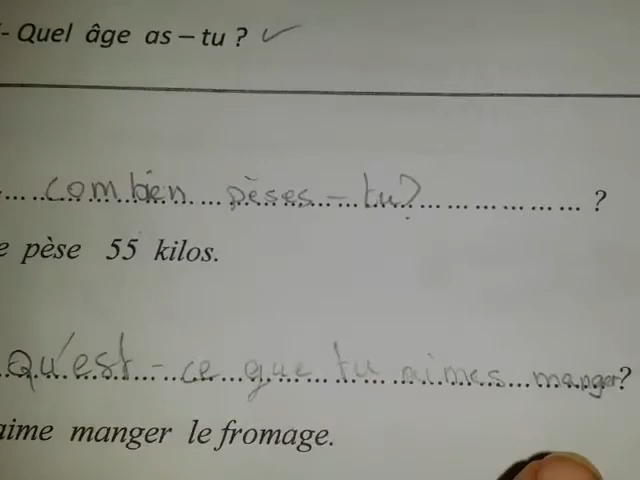 - Quel âge as – tu ?
combien pèses – tu? ?
e pèse 55 kilos.
Qu'est – ce que tu aimes manger?
aime manger le fromage.